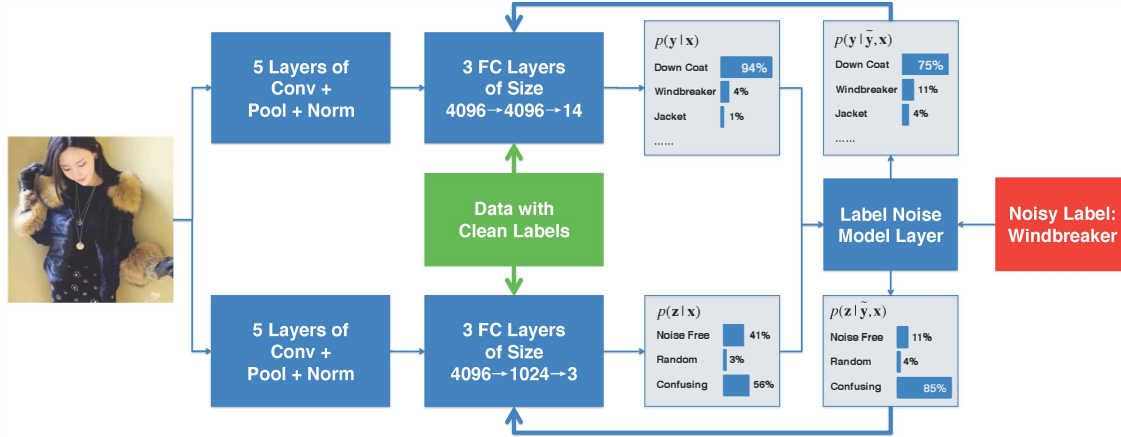 5 Layers of
Conv +
Pool + Norm
3 FC Layers
of Size
4096→4096→14
p(y | x)
Down Coat 94%
Windbreaker 4%
Jacket 1%
......
p(y | ỹ, x)
Down Coat 75%
Windbreaker 11%
Jacket 4%
......
Data with
Clean Labels
Label Noise
Model Layer
Noisy Label:
Windbreaker
5 Layers of
Conv +
Pool + Norm
3 FC Layers
of Size
4096→1024→3
p(z | x)
Noise Free 41%
Random 3%
Confusing 56%
p(z | ỹ, x)
Noise Free 11%
Random 4%
Confusing 85%